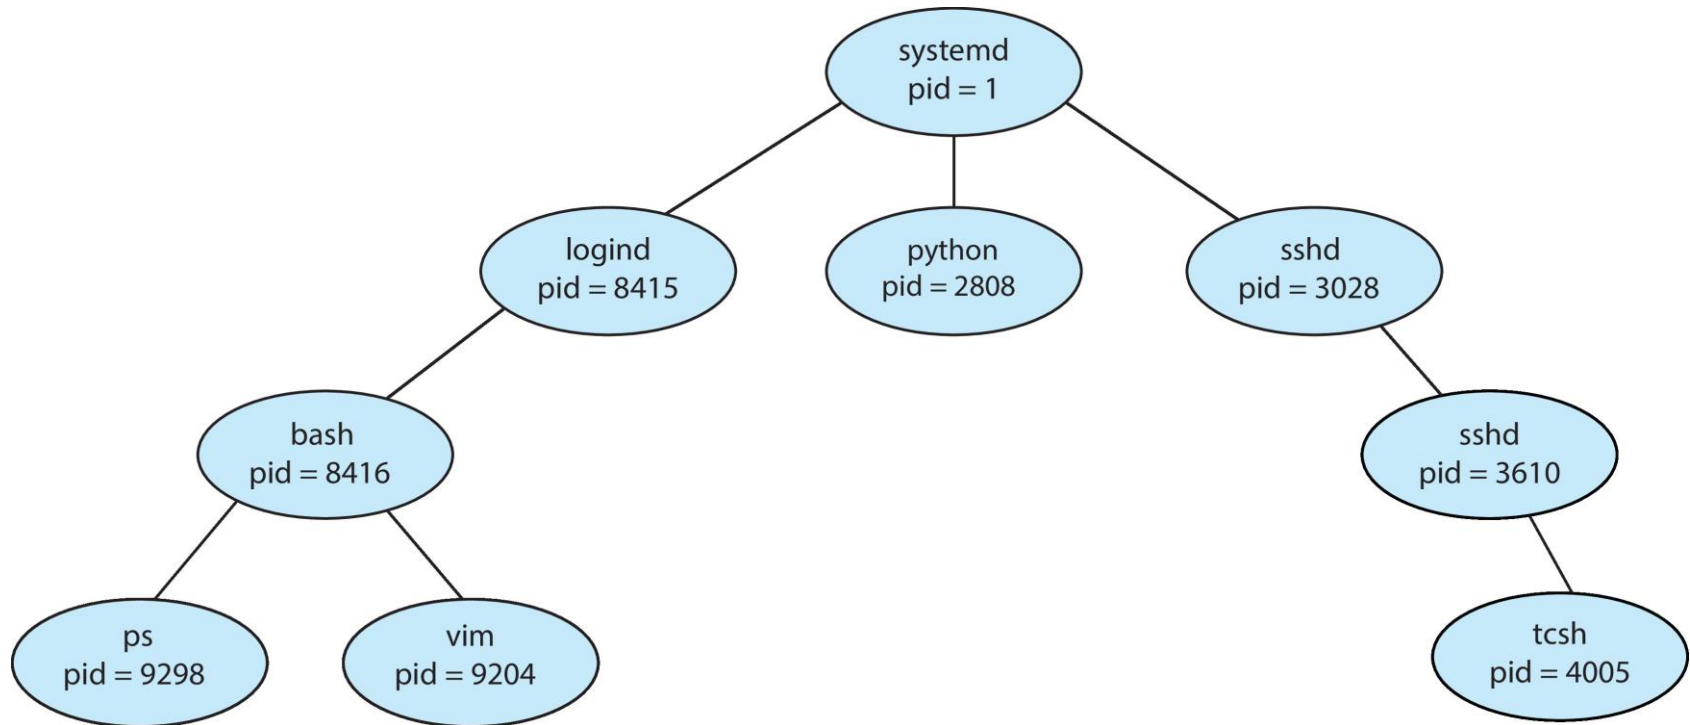 systemd
pid = 1
logind
pid = 8415
python
pid = 2808
sshd
pid = 3028
bash
pid = 8416
sshd
pid = 3610
ps
pid = 9298
vim
pid = 9204
tcsh
pid = 4005